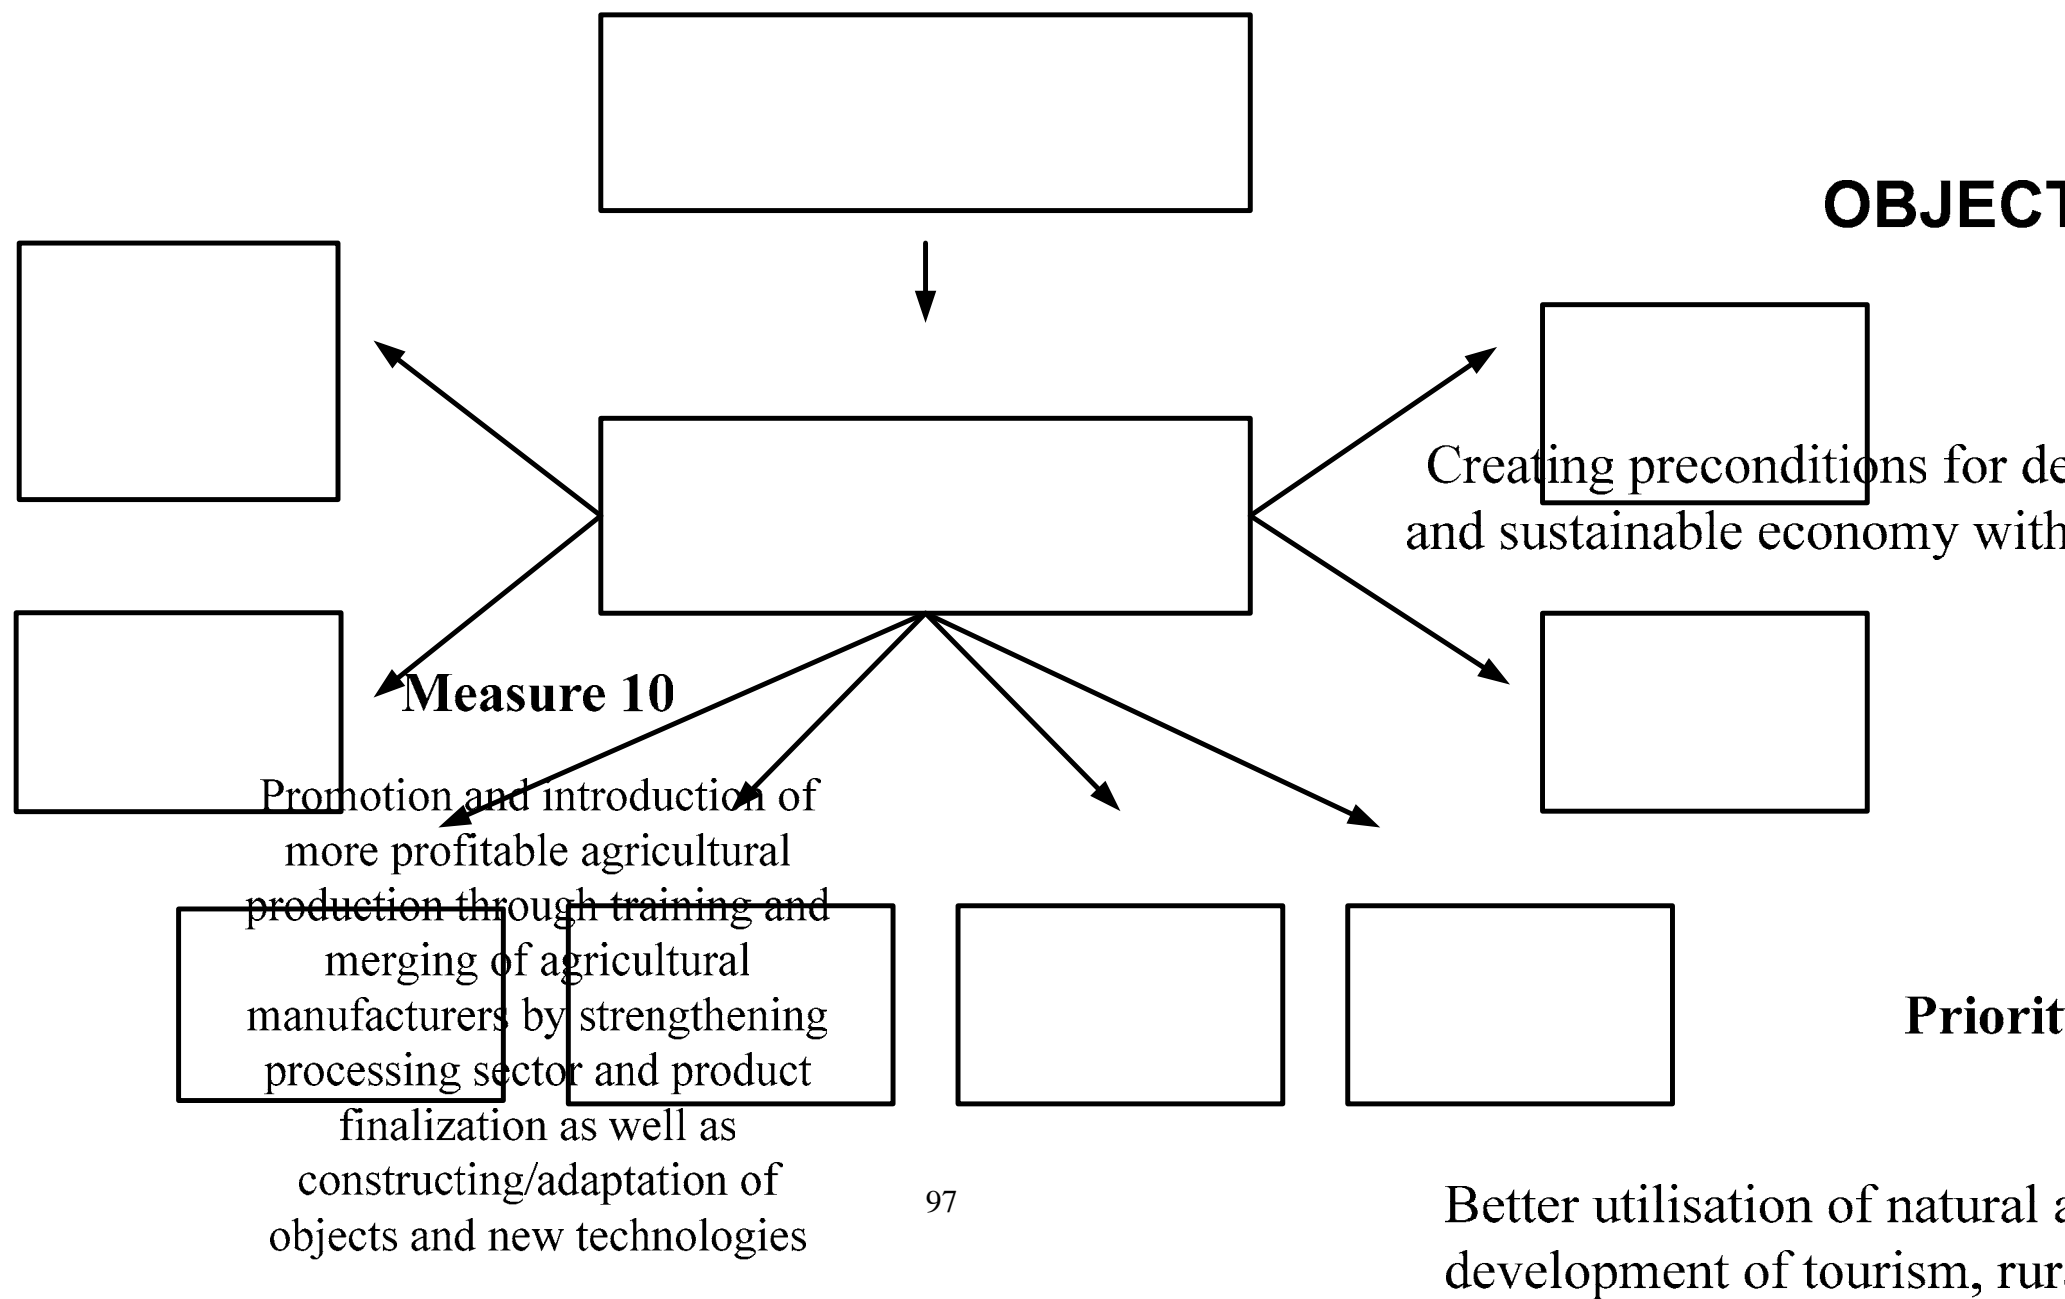 OBJECT
Creating preconditions for de
and sustainable economy with
Measure 10
Promotion and introduction of
more profitable agricultural
production through training and
merging of agricultural
manufacturers by strengthening
processing sector and product
finalization as well as
constructing/adaptation of
objects and new technologies
Priorit
97
Better utilisation of natural a
development of tourism, rura